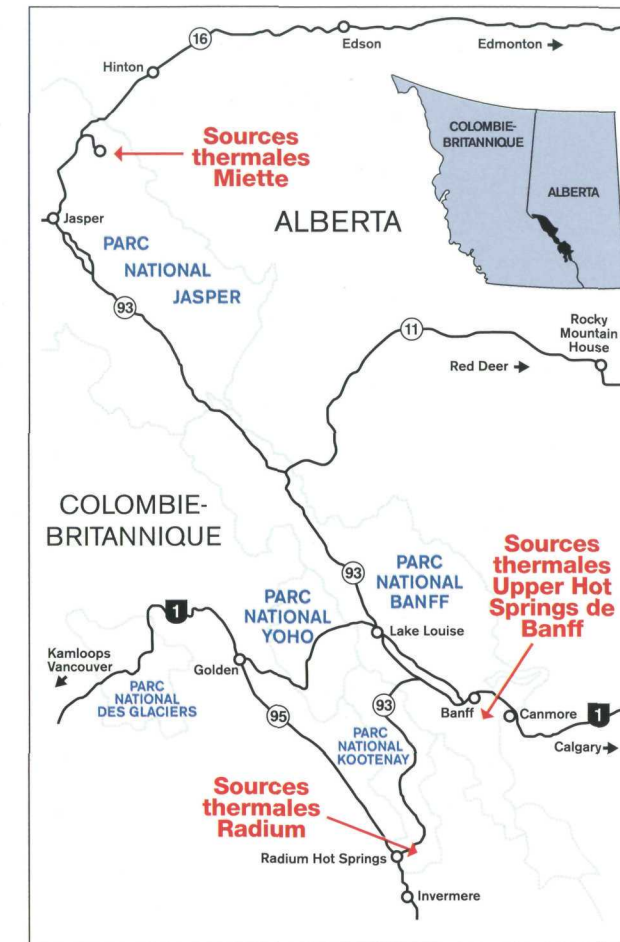 16
Edson
Edmonton
Hinton
COLOMBIE-
BRITANNIQUE
ALBERTA
Sources
thermales
Miette
Jasper
ALBERTA
PARC
NATIONAL
JASPER
93
11
Rocky
Mountain
House
Red Deer
COLOMBIE-
BRITANNIQUE
93
PARC
NATIONAL
BANFF
Sources
thermales
Upper Hot
Springs de
Banff
PARC
NATIONAL
YOHO
1
Lake Louise
Kamloops
Vancouver
Golden
PARC
NATIONAL
DES GLACIERS
95
93
Banff
Canmore
1
Calgary
PARC
NATIONAL
KOOTENAY
Sources
thermales
Radium
Radium Hot Springs
Invermere